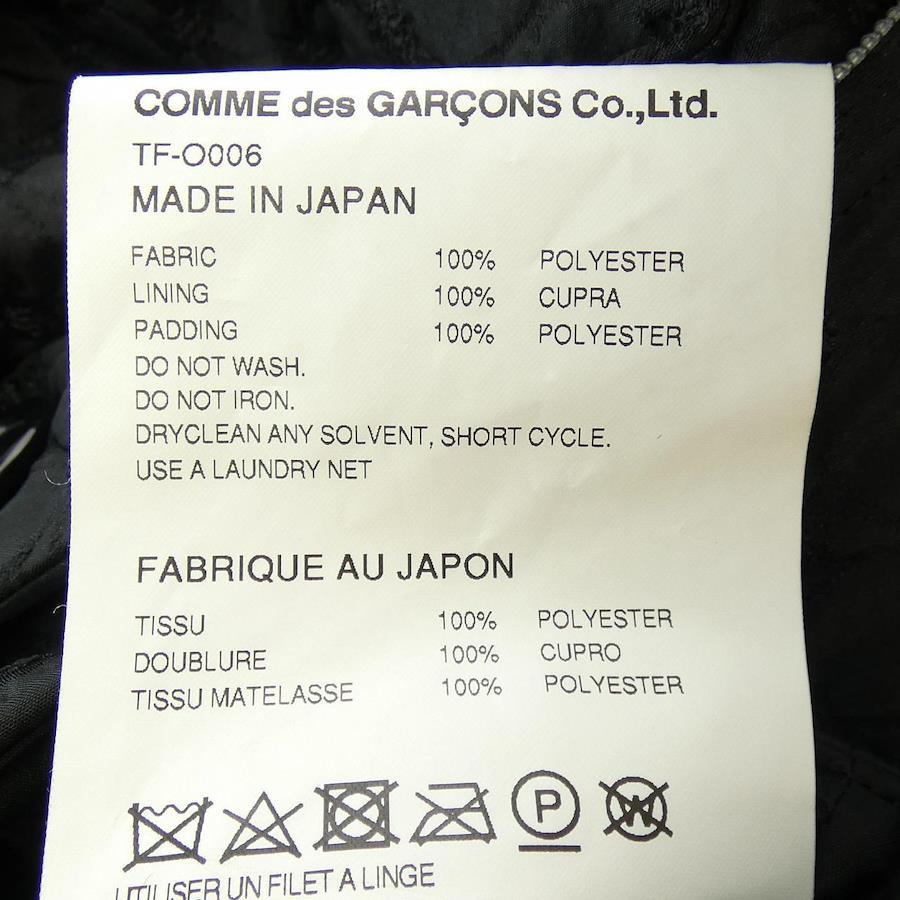 COMME des GARÇONS Co.,Ltd.
TF-O006
MADE IN JAPAN
FABRIC 100% POLYESTER
LINING 100% CUPRA
PADDING 100% POLYESTER
DO NOT WASH.
DO NOT IRON.
DRYCLEAN ANY SOLVENT, SHORT CYCLE.
USE A LAUNDRY NET
FABRIQUE AU JAPON
TISSU 100% POLYESTER
DOUBLURE 100% CUPRO
TISSU MATELASSE 100% POLYESTER
P W
UTILISER UN FILET A LINGE